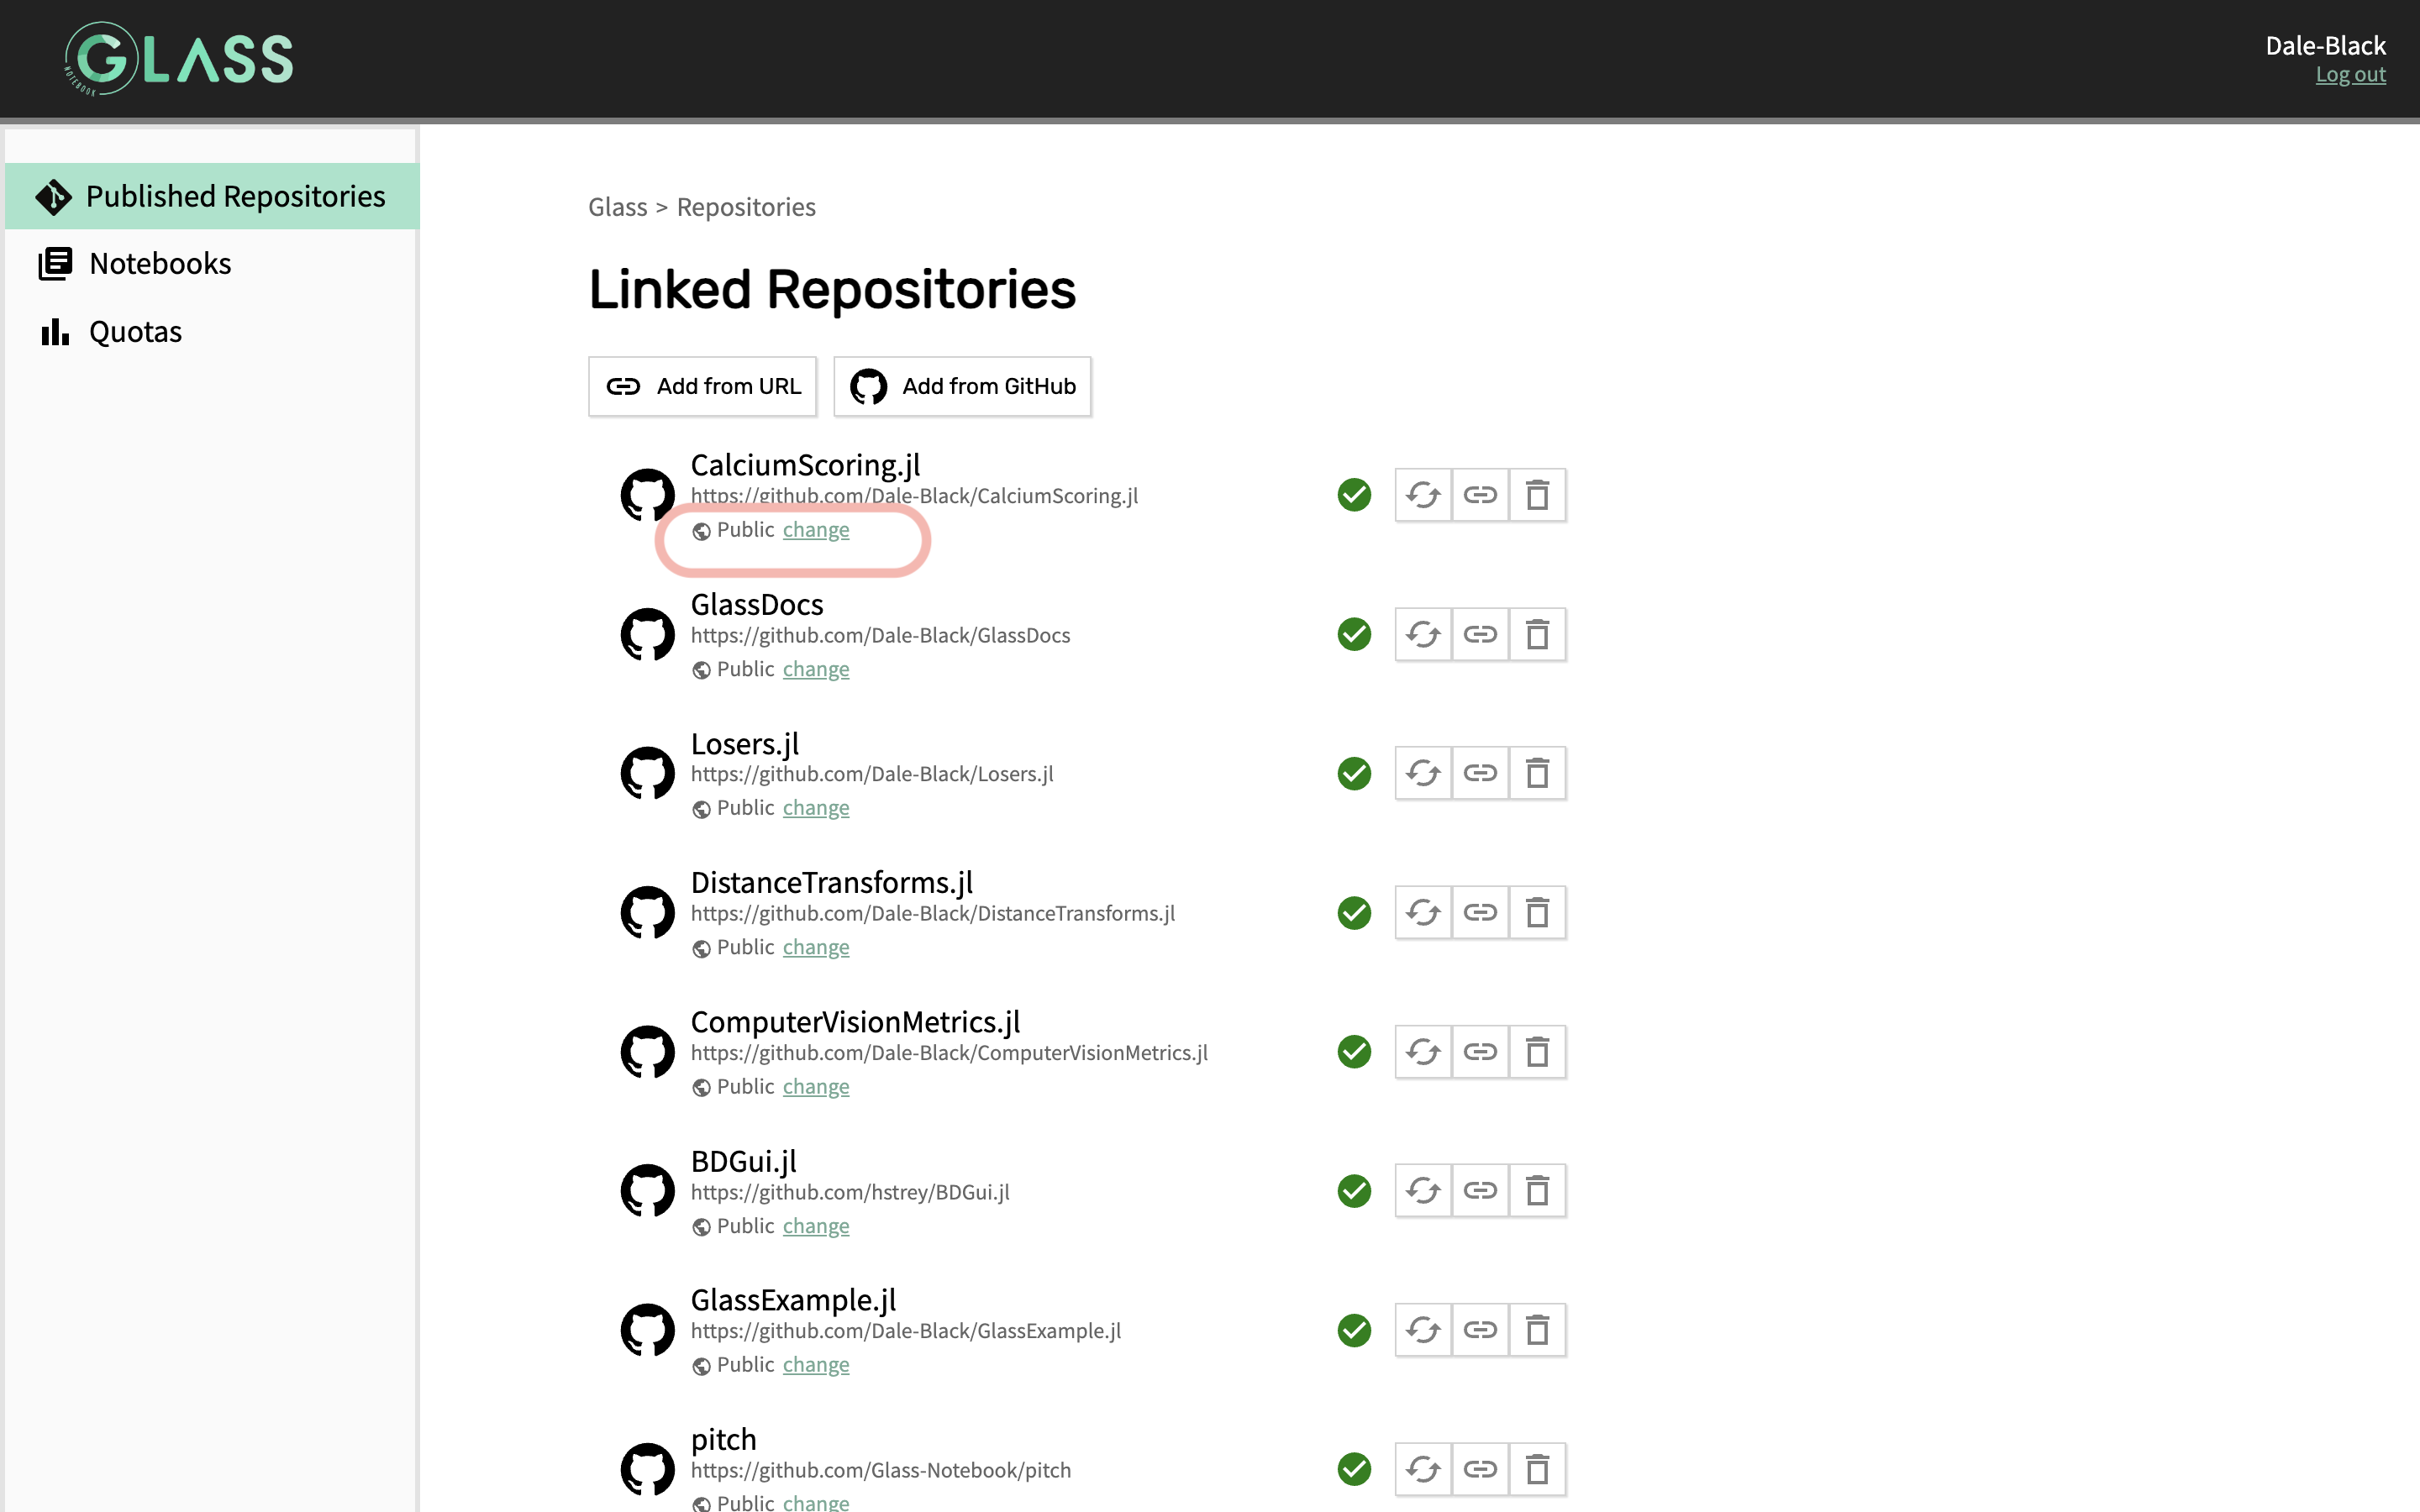 GLASS
NOTEBOOK
Dale-Black
Log out
Published Repositories
Notebooks
Quotas
Glass > Repositories
Linked Repositories
Add from URL
Add from GitHub
CalciumScoring.jl
https://github.com/Dale-Black/CalciumScoring.jl
Public change
GlassDocs
https://github.com/Dale-Black/GlassDocs
Public change
Losers.jl
https://github.com/Dale-Black/Losers.jl
Public change
DistanceTransforms.jl
https://github.com/Dale-Black/DistanceTransforms.jl
Public change
ComputerVisionMetrics.jl
https://github.com/Dale-Black/ComputerVisionMetrics.jl
Public change
BDGui.jl
https://github.com/hstrey/BDGui.jl
Public change
GlassExample.jl
https://github.com/Dale-Black/GlassExample.jl
Public change
pitch
https://github.com/Glass-Notebook/pitch
Public change